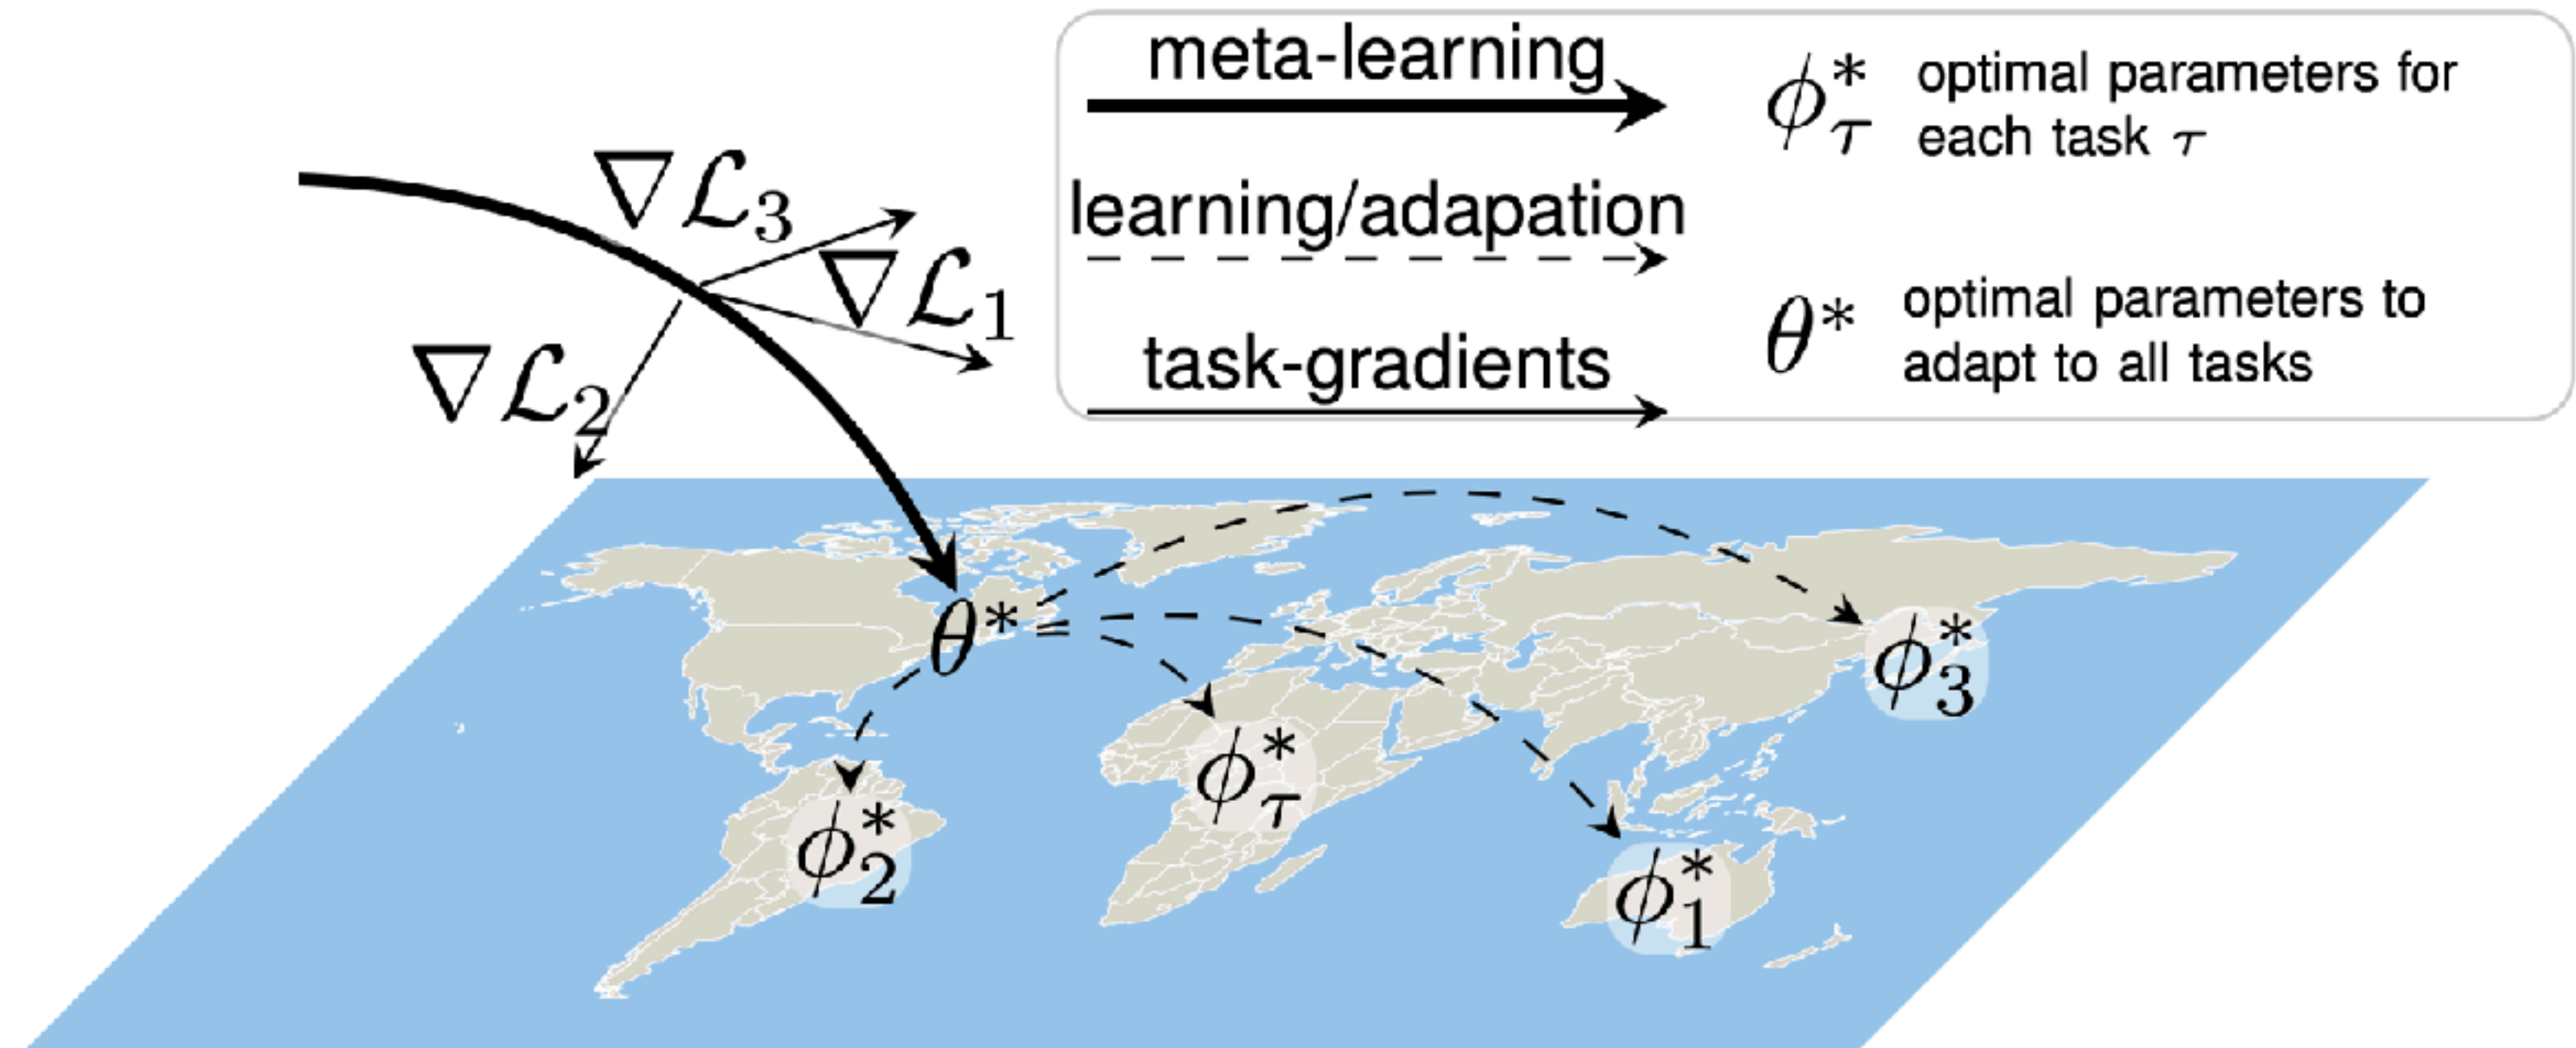 meta-learning
ϕ*τ optimal parameters for
each task τ
learning/adapation
θ* optimal parameters to
adapt to all tasks
task-gradients
∇ℒ3
∇ℒ1
∇ℒ2
θ*
ϕ*3
ϕ*τ
ϕ*2
ϕ*1